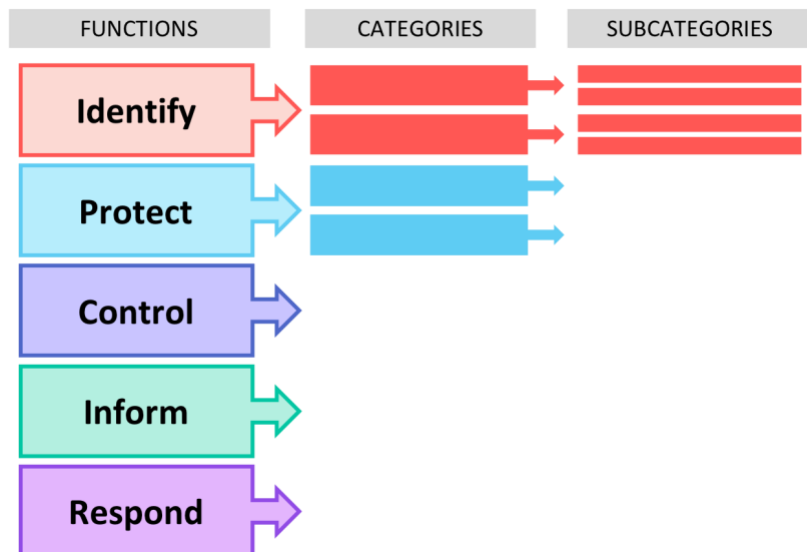 FUNCTIONS
CATEGORIES
SUBCATEGORIES
Identify
Protect
Control
Inform
Respond